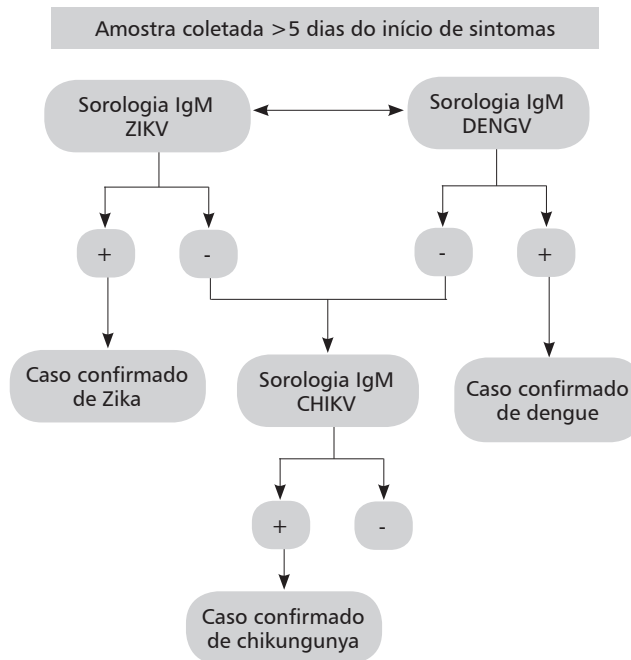 Amostra coletada >5 dias do início de sintomas
Sorologia IgM
ZIKV
Sorologia IgM
DENGV
+
-
-
+
Caso confirmado
de Zika
Sorologia IgM
CHIKV
Caso confirmado
de dengue
+
-
Caso confirmado
de chikungunya